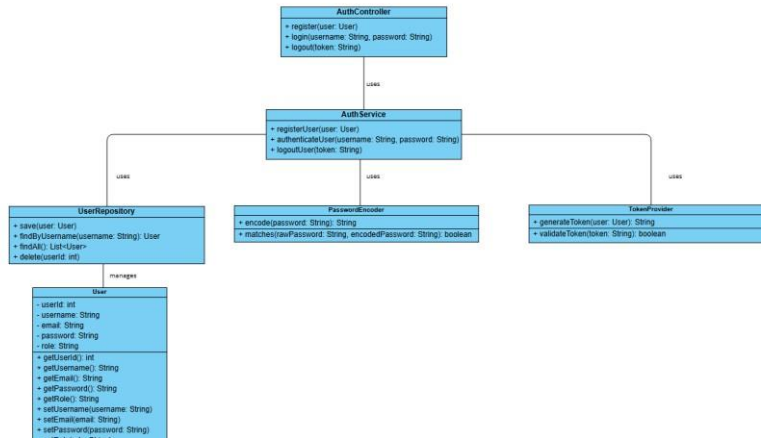 AuthController
+ register(user: User)
+ login(username: String, password: String)
+ logout(token: String)
uses
AuthService
+ registerUser(user: User)
+ authenticateUser(username: String, password: String)
+ logoutUser(token: String)
uses
uses
uses
UserRepository
+ save(user: User)
+ findByUsername(username: String): User
+ findAll(): List<User>
+ delete(userId: int)
PasswordEncoder
+ encode(password: String): String
+ matches(rawPassword: String, encodedPassword: String): boolean
TokenProvider
+ generateToken(user: User): String
+ validateToken(token: String): boolean
manages
User
- userId: int
- username: String
- email: String
- password: String
- role: String
+ getUserId(): int
+ getUsername(): String
+ getEmail(): String
+ getPassword(): String
+ getRole(): String
+ setUsername(username: String)
+ setEmail(email: String)
+ setPassword(password: String)